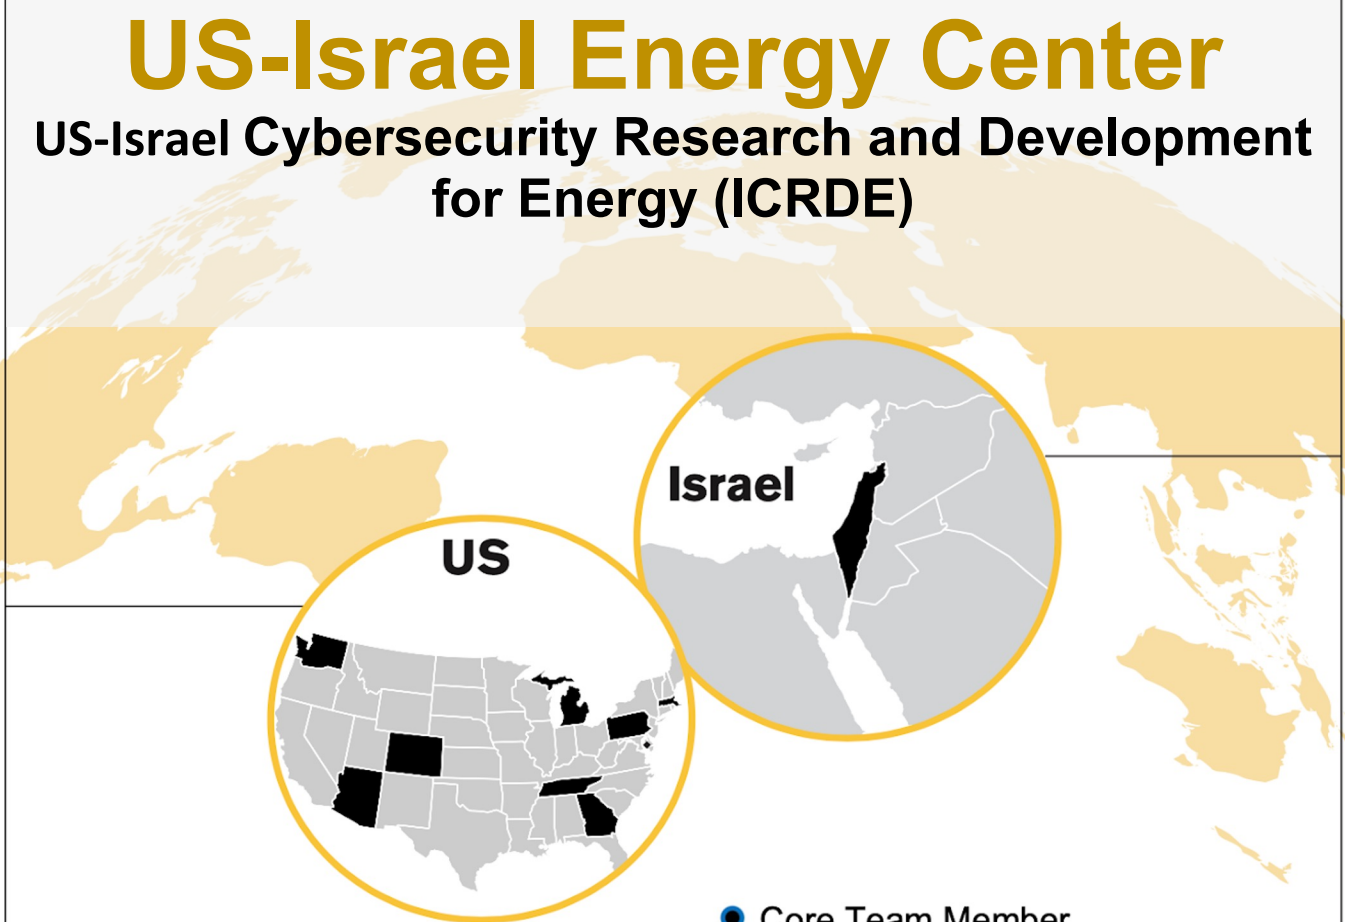 US-Israel Energy Center
US-Israel Cybersecurity Research and Development
for Energy (ICRDE)
Israel
US
Core Team Member